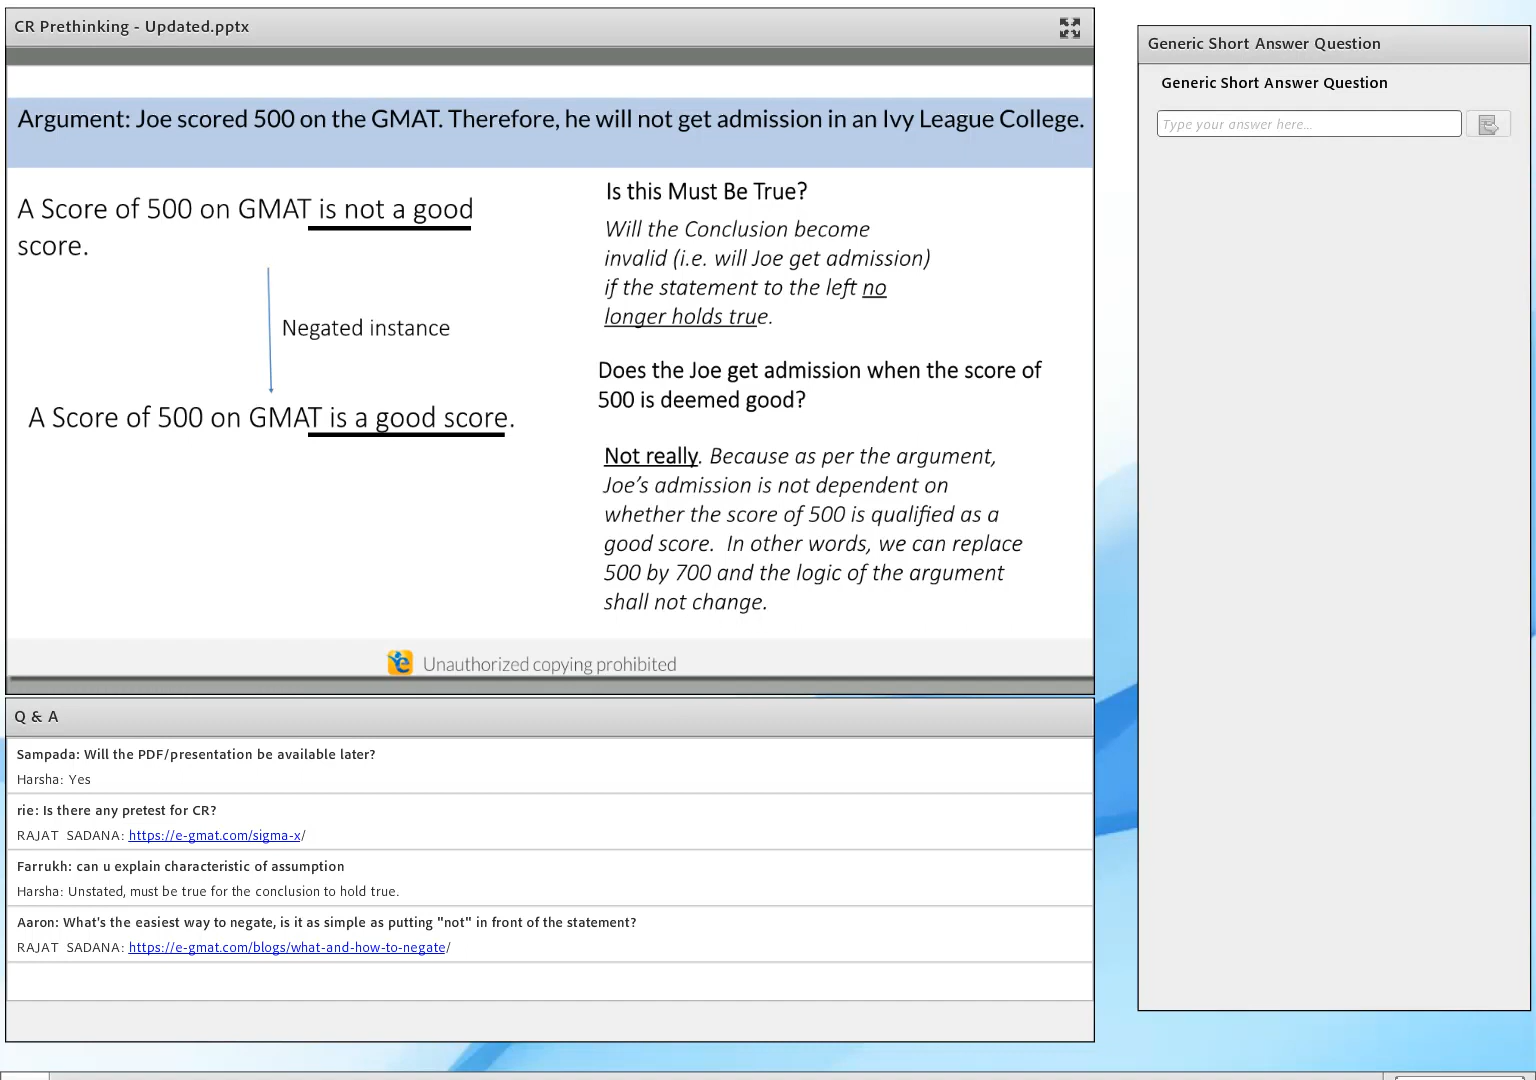 CR Prethinking - Updated.pptx
Argument: Joe scored 500 on the GMAT. Therefore, he will not get admission in an Ivy League College.
A Score of 500 on GMAT is not a good
score.
Negated instance
A Score of 500 on GMAT is a good score.
Is this Must Be True?
Will the Conclusion become
invalid (i.e. will Joe get admission)
if the statement to the left no
longer holds true.
Does the Joe get admission when the score of
500 is deemed good?
Not really. Because as per the argument,
Joe's admission is not dependent on
whether the score of 500 is qualified as a
good score. In other words, we can replace
500 by 700 and the logic of the argument
shall not change.
Unauthorized copying prohibited
Q & A
Sampada: Will the PDF/presentation be available later?
Harsha: Yes
rie: Is there any pretest for CR?
RAJAT SADANA: https://e-gmat.com/sigma-x/
Farrukh: can u explain characteristic of assumption
Harsha: Unstated, must be true for the conclusion to hold true.
Aaron: What's the easiest way to negate, is it as simple as putting "not" in front of the statement?
RAJAT SADANA: https://e-gmat.com/blogs/what-and-how-to-negate/
Generic Short Answer Question
Generic Short Answer Question
Type your answer here...